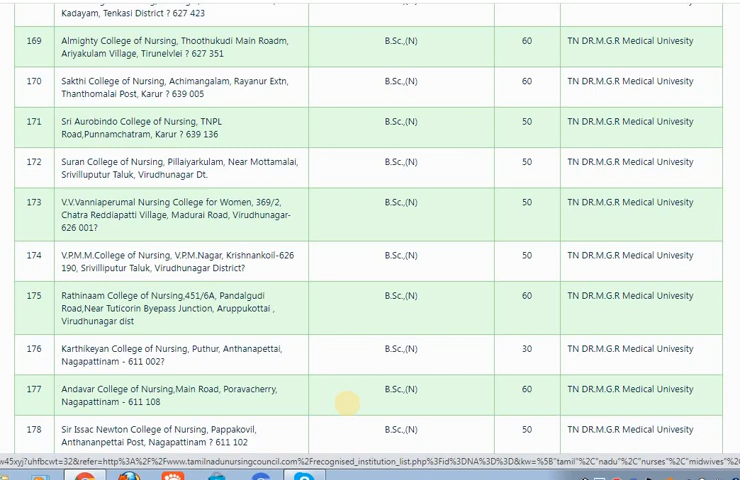 Kadayam, Tenkasi District ? 627 423
169 Almighty College of Nursing, Thoothukudi Main Roadm, B.Sc.,(N) 60 TN DR.M.G.R Medical Univesity
Ariyakulam Village, Tirunelvlei ? 627 351
170 Sakthi College of Nursing, Achimangalam, Rayanur Extn, B.Sc.,(N) 60 TN DR.M.G.R Medical Univesity
Thanthomalai Post, Karur ? 639 005
171 Sri Aurobindo College of Nursing, TNPL B.Sc.,(N) 50 TN DR.M.G.R Medical Univesity
Road,Punnamchatram, Karur ? 639 136
172 Suran College of Nursing, Pillaiyarkulam, Near Mottamalai, B.Sc.,(N) 50 TN DR.M.G.R Medical Univesity
Srivilluputur Taluk, Virudhunagar Dt.
173 V.V.Vanniaperumal Nursing College for Women, 369/2, B.Sc.,(N) 50 TN DR.M.G.R Medical Univesity
Chatra Reddiapatti Village, Madurai Road, Virudhunagar-
626 001?
174 V.P.M.M.College of Nursing, V.P.M.Nagar, Krishnankoil-626 B.Sc.,(N) 50 TN DR.M.G.R Medical Univesity
190, Srivilliputur Taluk, Virudhunagar District?
175 Rathinaam College of Nursing,451/6A, Pandalgudi B.Sc.,(N) 60 TN DR.M.G.R Medical Univesity
Road,Near Tuticorin Byepass Junction, Aruppukottai ,
Virudhunagar dist
176 Karthikeyan College of Nursing, Puthur, Anthanapettai, B.Sc.,(N) 30 TN DR.M.G.R Medical Univesity
Nagapattinam - 611 002?
177 Andavar College of Nursing,Main Road, Poravacherry, B.Sc.,(N) 60 TN DR.M.G.R Medical Univesity
Nagapattinam - 611 108
178 Sir Issac Newton College of Nursing, Pappakovil, B.Sc.,(N) 50 TN DR.M.G.R Medical Univesity
Anthananpettai Post, Nagapattinam ? 611 102
w45xyj?uhfbcwt=32&refer=http%3A%2F%2Fwww.tamilnadunursingcouncil.com%2Frecognised_institution_list.php%3Fid%3DNA%3D%3D&kw=%5B"tamil"%2C"nadu"%2C"nurses"%2C"midwives"%2C